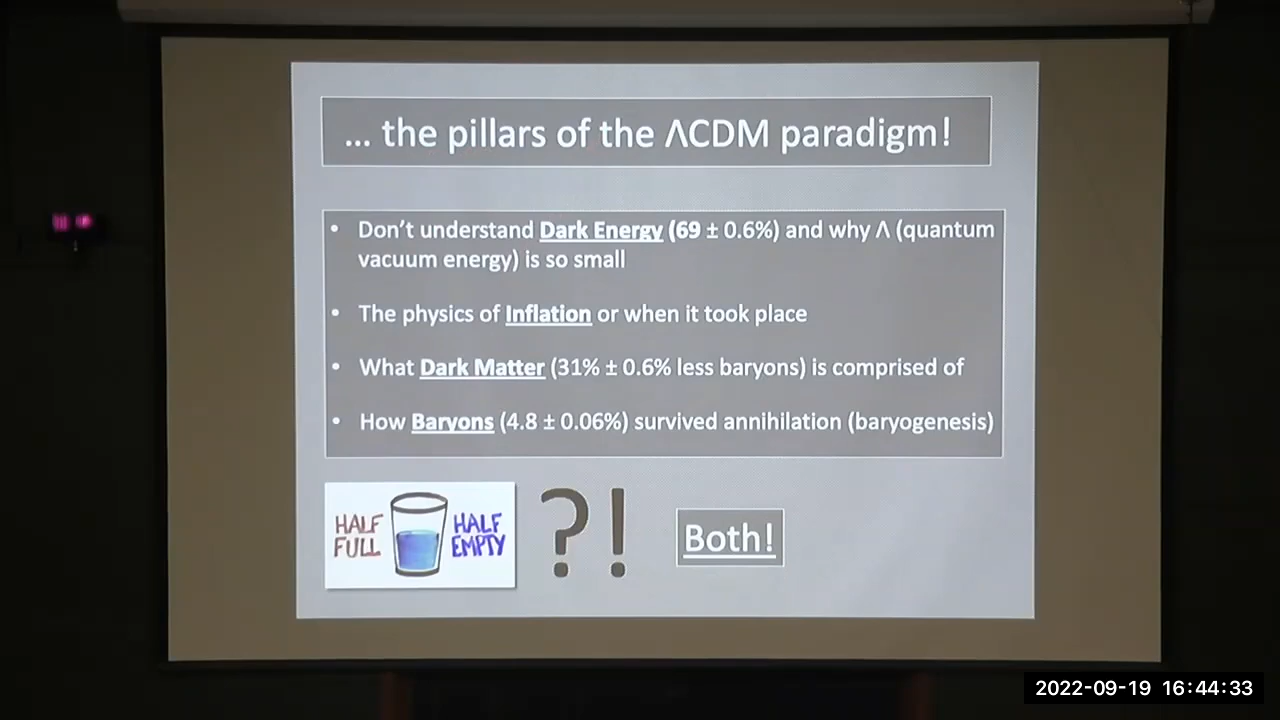 ... the pillars of the ΛCDM paradigm!
• Don't understand Dark Energy (69 ± 0.6%) and why Λ (quantum
vacuum energy) is so small
• The physics of Inflation or when it took place
• What Dark Matter (31% ± 0.6% less baryons) is comprised of
• How Baryons (4.8 ± 0.06%) survived annihilation (baryogenesis)
HALF FULL
HALF EMPTY
?!
Both!
2022-09-19 16:44:33